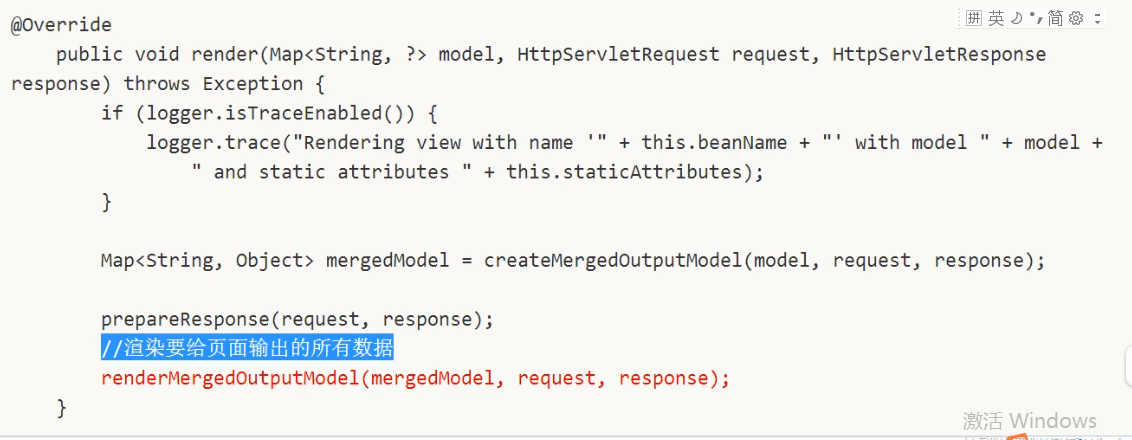 拼 英 简
@Override
public void render(Map<String, ?> model, HttpServletRequest request, HttpServletResponse
response) throws Exception {
if (logger.isTraceEnabled()) {
logger.trace("Rendering view with name '" + this.beanName + "' with model " + model +
" and static attributes " + this.staticAttributes);
}
Map<String, Object> mergedModel = createMergedOutputModel(model, request, response);
prepareResponse(request, response);
//渲染要给页面输出的所有数据
renderMergedOutputModel(mergedModel, request, response);
}
激活 Windows